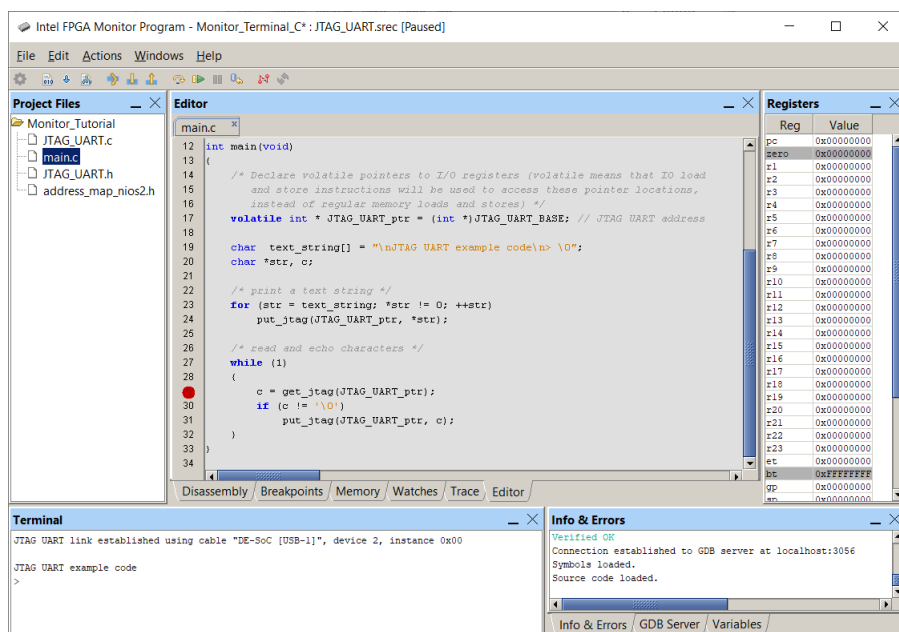 Intel FPGA Monitor Program - Monitor_Terminal_C* : JTAG_UART.srec [Paused]
File Edit Actions Windows Help
Project Files
Monitor_Tutorial
JTAG_UART.c
main.c
JTAG_UART.h
address_map_nios2.h
Editor
main.c
12 int main(void)
13 {
14 /* Declare volatile pointers to I/O registers (volatile means that IO load
15 and store instructions will be used to access these pointer locations,
16 instead of regular memory loads and stores) */
17 volatile int * JTAG_UART_ptr = (int *)JTAG_UART_BASE; // JTAG UART address
18
19 char text_string[] = "\nJTAG UART example code\n> \0";
20 char *str, c;
21
22 /* print a text string */
23 for (str = text_string; *str != 0; ++str)
24 put_jtag(JTAG_UART_ptr, *str);
25
26 /* read and echo characters */
27 while (1)
28 {
c = get_jtag(JTAG_UART_ptr);
30 if (c != '\0')
31 put_jtag(JTAG_UART_ptr, c);
32 }
33 }
34
Disassembly Breakpoints Memory Watches Trace Editor
Registers
Reg Value
pc 0x00000000
zero 0x00000000
r1 0x00000000
r2 0x00000000
r3 0x00000000
r4 0x00000000
r5 0x00000000
r6 0x00000000
r7 0x00000000
r8 0x00000000
r9 0x00000000
r10 0x00000000
r11 0x00000000
r12 0x00000000
r13 0x00000000
r14 0x00000000
r15 0x00000000
r16 0x00000000
r17 0x00000000
r18 0x00000000
r19 0x00000000
r20 0x00000000
r21 0x00000000
r22 0x00000000
r23 0x00000000
et 0x00000000
bt 0xFFFFFFFF
gp 0x00000000
sp 0x00000000
Terminal
JTAG UART link established using cable "DE-SoC [USB-1]", device 2, instance 0x00
JTAG UART example code
>
Info & Errors
Verified OK
Connection established to GDB server at localhost:3056
Symbols loaded.
Source code loaded.
Info & Errors GDB Server Variables